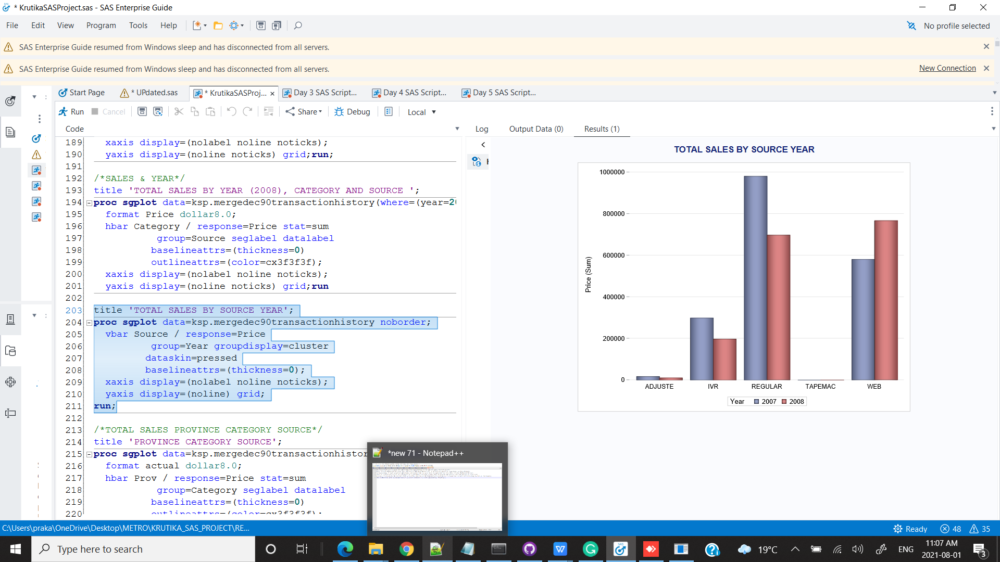 * KrutikaSASProject.sas - SAS Enterprise Guide
File Edit View Program Tools Help
No profile selected
SAS Enterprise Guide resumed from Windows sleep and has disconnected from all servers.
SAS Enterprise Guide resumed from Windows sleep and has disconnected from all servers.
New Connection
Start Page * UPdated.sas * KrutikaSASProj... Day 3 SAS Script... Day 4 SAS Script... Day 5 SAS Script...
Run Cancel Share Debug Local
Code
189 xaxis display=(nolabel noline noticks);
190 yaxis display=(noline noticks) grid;run;
191
192 /*SALES & YEAR*/
193 title 'TOTAL SALES BY YEAR (2008), CATEGORY AND SOURCE ';
194 proc sgplot data=ksp.mergedec90transactionhistory(where=(year=20
195 format Price dollar8.0;
196 hbar Category / response=Price stat=sum
197 group=Source seglabel datalabel
198 baselineattrs=(thickness=0)
199 outlineattrs=(color=cx3f3f3f);
200 xaxis display=(nolabel noline noticks);
201 yaxis display=(noline noticks) grid;run
202
203 title 'TOTAL SALES BY SOURCE YEAR';
204 proc sgplot data=ksp.mergedec90transactionhistory noborder;
205 vbar Source / response=Price
206 group=Year groupdisplay=cluster
207 dataskin=pressed
208 baselineattrs=(thickness=0);
209 xaxis display=(nolabel noline noticks);
210 yaxis display=(noline) grid;
211 run;
212
213 /*TOTAL SALES PROVINCE CATEGORY SOURCE*/
214 title 'PROVINCE CATEGORY SOURCE';
215 proc sgplot data=ksp.mergedec90transactionhistor
216 format actual dollar8.0;
217 hbar Prov / response=Price stat=sum
218 group=Category seglabel datalabel
219 baselineattrs=(thickness=0)
220 outlineattrs=(color=cx3f3f3f);
Log Output Data (0) Results (1)
TOTAL SALES BY SOURCE YEAR
Price (Sum)
1000000
800000
600000
400000
200000
0
ADJUSTE IVR REGULAR TAPEMAC WEB
Year 2007 2008
*new 71 - Notepad++
C:\Users\praka\OneDrive\Desktop\METRO\KRUTIKA_SAS_PROJECT\RE...
Ready 48 35
Type here to search
19°C ENG
11:07 AM
2021-08-01
3